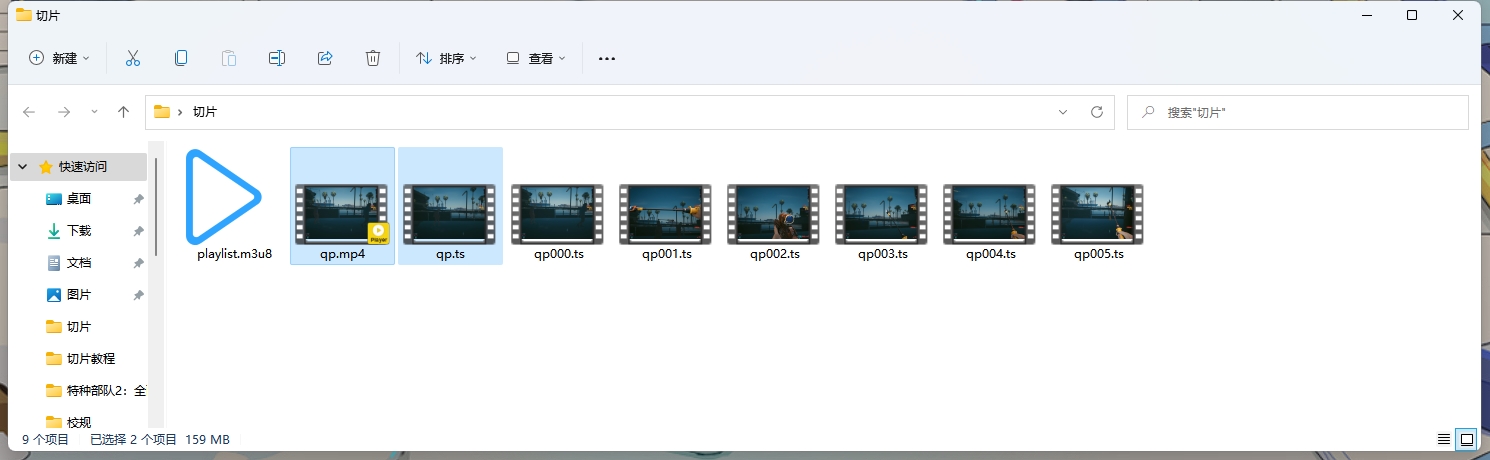 切片
新建
排序
查看
切片
搜索"切片"
快速访问
桌面
下载
文档
图片
切片
切片教程
特种部队2：全
校规
playlist.m3u8
qp.mp4
Player
qp.ts
qp000.ts
qp001.ts
qp002.ts
qp003.ts
qp004.ts
qp005.ts
9 个项目 已选择 2 个项目 159 MB